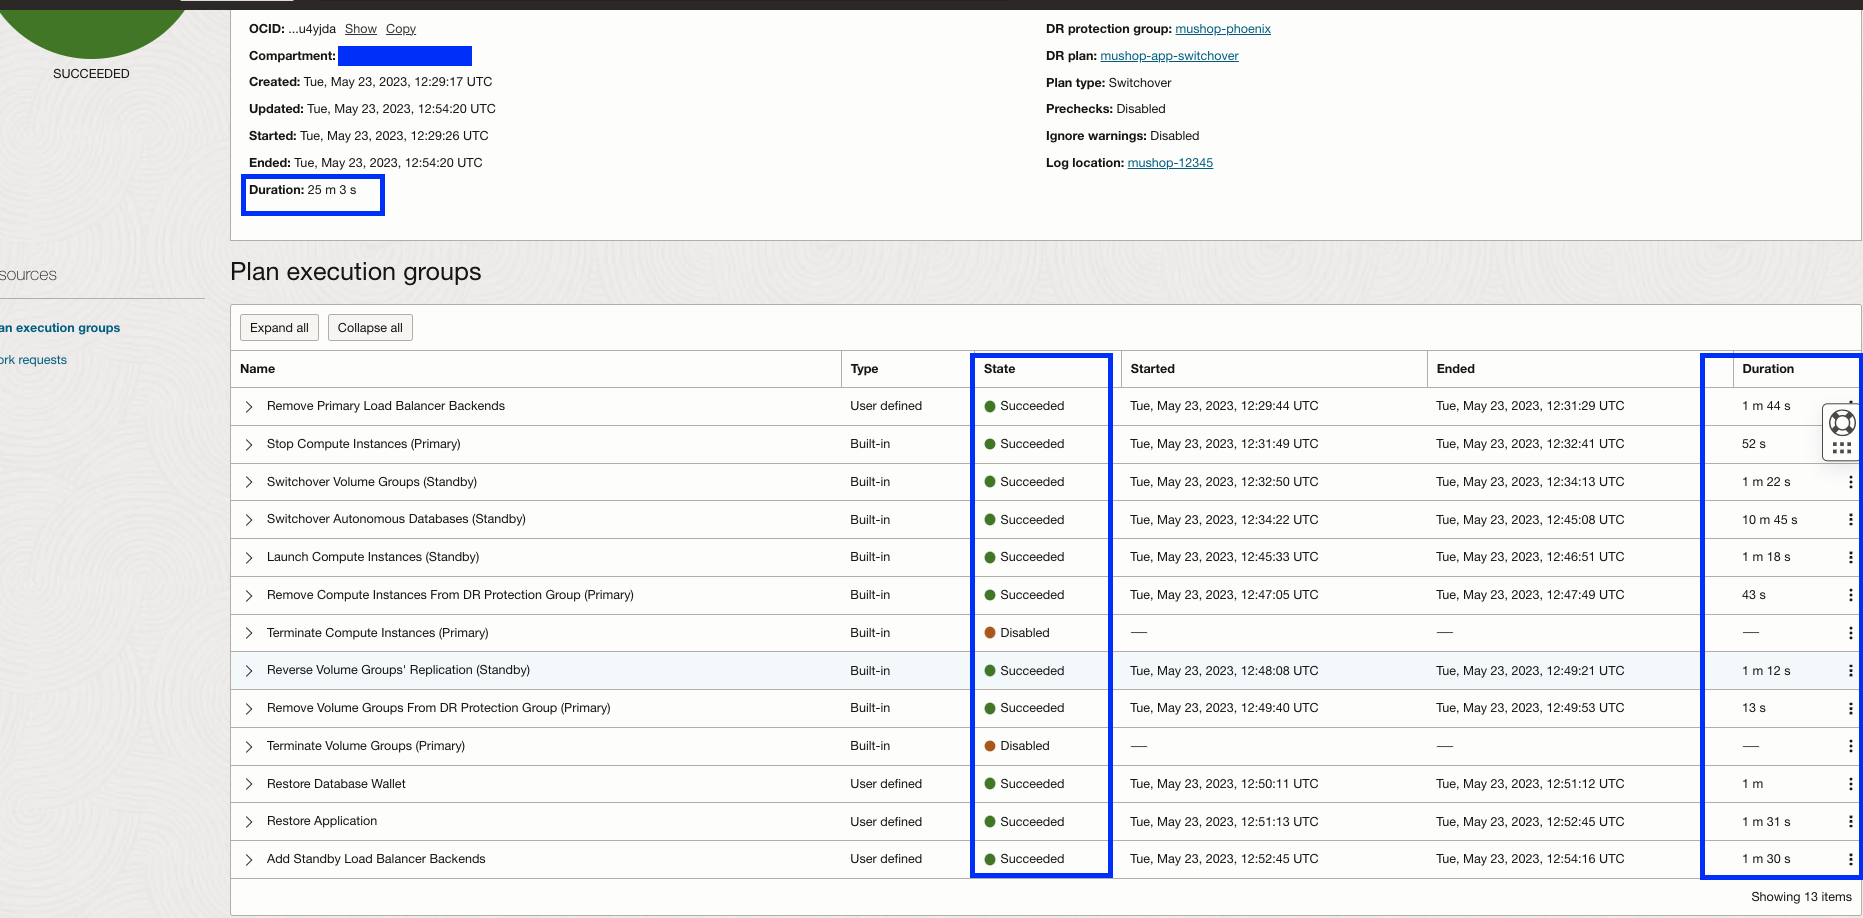 SUCCEEDED
OCID: ...u4yjda Show Copy
Compartment:
Created: Tue, May 23, 2023, 12:29:17 UTC
Updated: Tue, May 23, 2023, 12:54:20 UTC
Started: Tue, May 23, 2023, 12:29:26 UTC
Ended: Tue, May 23, 2023, 12:54:20 UTC
Duration: 25 m 3 s
DR protection group: mushop-phoenix
DR plan: mushop-app-switchover
Plan type: Switchover
Prechecks: Disabled
Ignore warnings: Disabled
Log location: mushop-12345
sources
an execution groups
ork requests
Plan execution groups
Expand all Collapse all
Name Type State Started Ended Duration
Remove Primary Load Balancer Backends User defined Succeeded Tue, May 23, 2023, 12:29:44 UTC Tue, May 23, 2023, 12:31:29 UTC 1 m 44 s
Stop Compute Instances (Primary) Built-in Succeeded Tue, May 23, 2023, 12:31:49 UTC Tue, May 23, 2023, 12:32:41 UTC 52 s
Switchover Volume Groups (Standby) Built-in Succeeded Tue, May 23, 2023, 12:32:50 UTC Tue, May 23, 2023, 12:34:13 UTC 1 m 22 s
Switchover Autonomous Databases (Standby) Built-in Succeeded Tue, May 23, 2023, 12:34:22 UTC Tue, May 23, 2023, 12:45:08 UTC 10 m 45 s
Launch Compute Instances (Standby) Built-in Succeeded Tue, May 23, 2023, 12:45:33 UTC Tue, May 23, 2023, 12:46:51 UTC 1 m 18 s
Remove Compute Instances From DR Protection Group (Primary) Built-in Succeeded Tue, May 23, 2023, 12:47:05 UTC Tue, May 23, 2023, 12:47:49 UTC 43 s
Terminate Compute Instances (Primary) Built-in Disabled — — —
Reverse Volume Groups' Replication (Standby) Built-in Succeeded Tue, May 23, 2023, 12:48:08 UTC Tue, May 23, 2023, 12:49:21 UTC 1 m 12 s
Remove Volume Groups From DR Protection Group (Primary) Built-in Succeeded Tue, May 23, 2023, 12:49:40 UTC Tue, May 23, 2023, 12:49:53 UTC 13 s
Terminate Volume Groups (Primary) Built-in Disabled — — —
Restore Database Wallet User defined Succeeded Tue, May 23, 2023, 12:50:11 UTC Tue, May 23, 2023, 12:51:12 UTC 1 m
Restore Application User defined Succeeded Tue, May 23, 2023, 12:51:13 UTC Tue, May 23, 2023, 12:52:45 UTC 1 m 31 s
Add Standby Load Balancer Backends User defined Succeeded Tue, May 23, 2023, 12:52:45 UTC Tue, May 23, 2023, 12:54:16 UTC 1 m 30 s
Showing 13 items